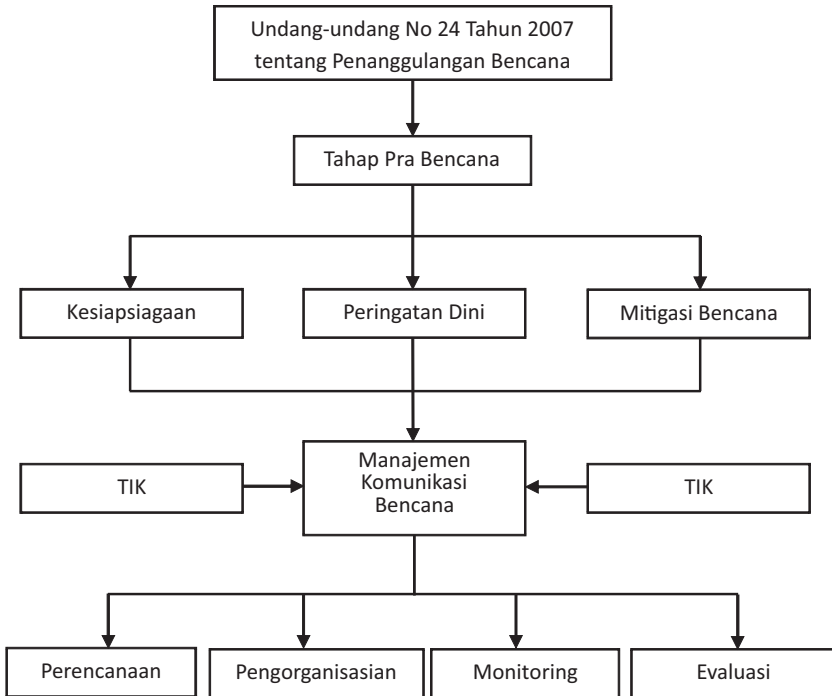 Undang-undang No 24 Tahun 2007
tentang Penanggulangan Bencana
Tahap Pra Bencana
Kesiapsiagaan
Peringatan Dini
Mitigasi Bencana
TIK
Manajemen
Komunikasi
Bencana
TIK
Perencanaan
Pengorganisasian
Monitoring
Evaluasi